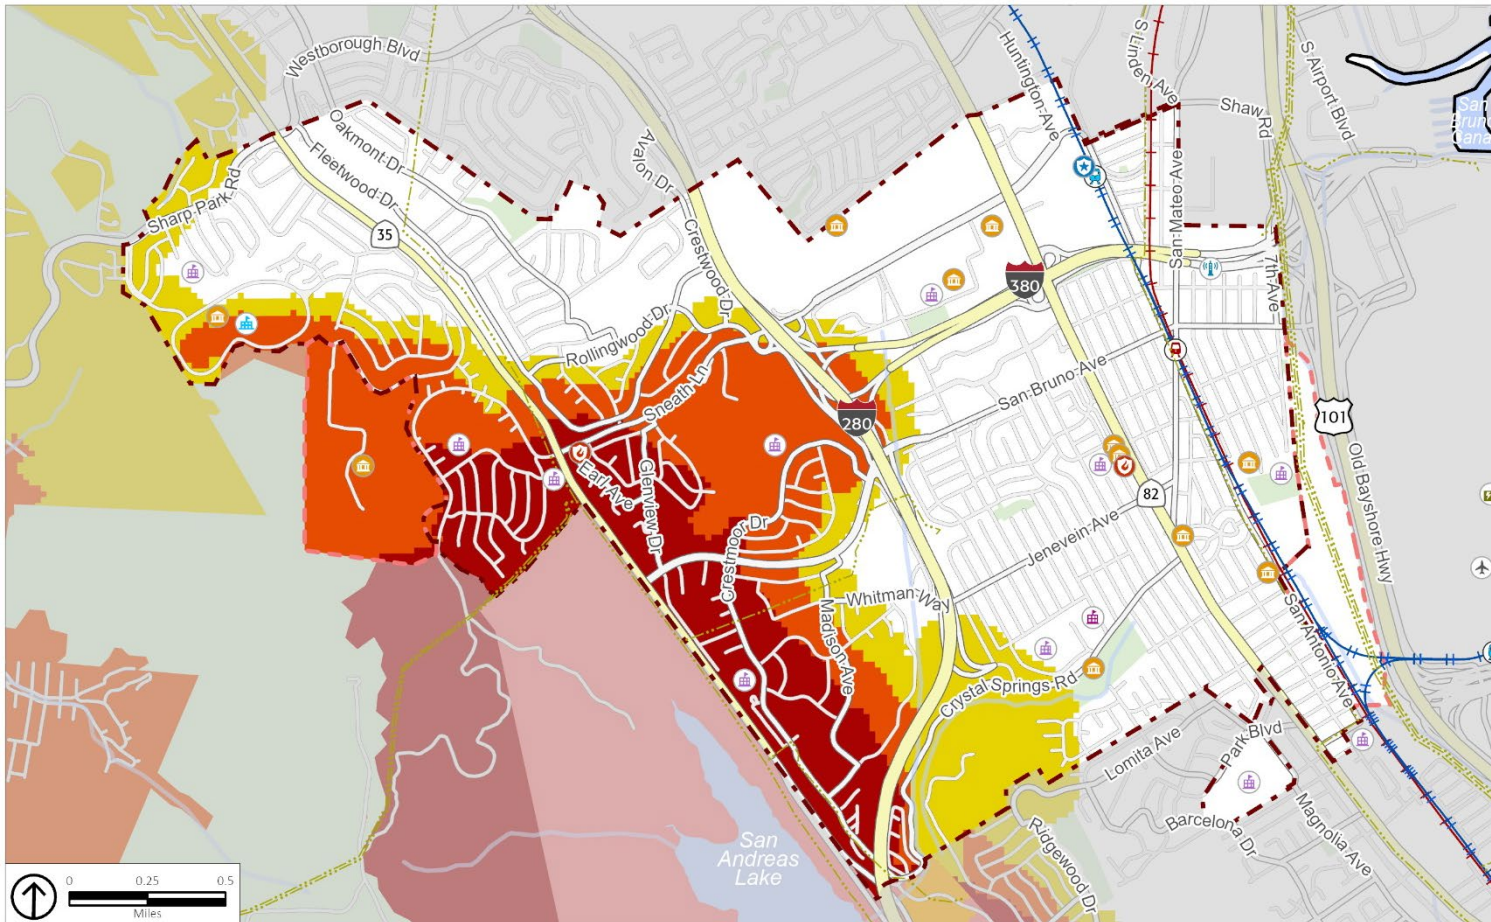 Westborough Blvd
Huntington Ave
S Linden Ave
S Airport Blvd
Shaw Rd
San
Bruno
Canal
Oakmont Dr
Fleetwood Dr
Avalon Dr
San Mateo Ave
Sharp Park Rd
35
Crestwood Dr
7th Ave
380
Rollingwood Dr
Sneath Ln
San Bruno Ave
280
101
Old Bayshore Hwy
Earl Ave
Glenview Dr
82
Crestmoor Dr
Jenevein Ave
Whitman Way
Madison Ave
San Antonio Ave
Crystal Springs Rd
Lomita Ave
Park Blvd
Magnolia Ave
Barcelona Dr
Ridgewood Dr
San
Andreas
Lake
0 0.25 0.5
Miles